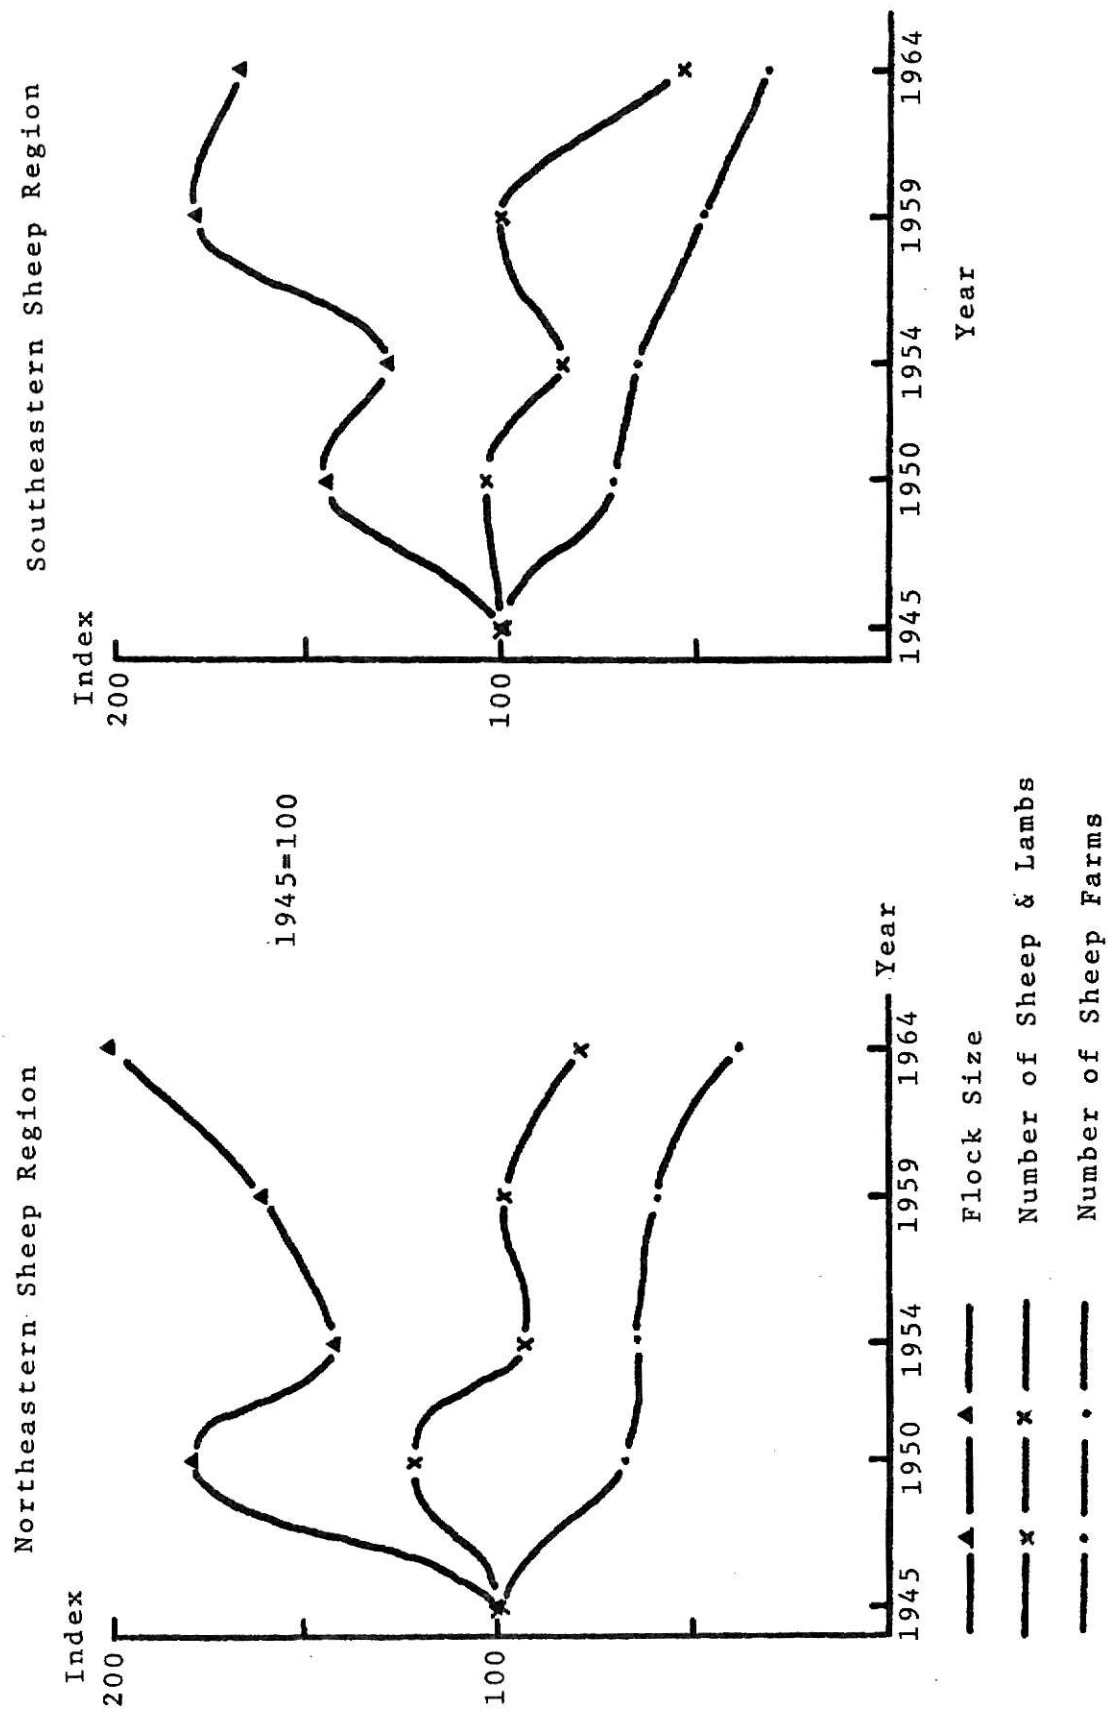 Northeastern Sheep Region
Index
200
100
1945 1950 1954 1959 1964
Year
1945=100
Southeastern Sheep Region
Index
200
100
1945 1950 1954 1959 1964
Year
Flock Size
Number of Sheep & Lambs
Number of Sheep Farms